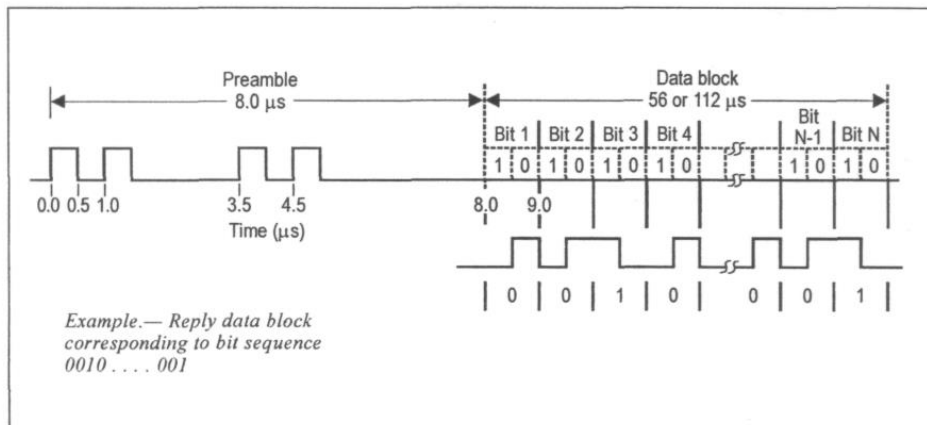 Preamble
8.0 μs
Data block
56 or 112 μs
Bit 1 Bit 2 Bit 3 Bit 4 Bit N-1 Bit N
1 0 1 0 1 0 1 0 1 0 1 0
0.0 0.5 1.0 3.5 4.5 8.0 9.0
Time (μs)
0 0 1 0 0 0 1
Example.— Reply data block
corresponding to bit sequence
0010 . . . . 001